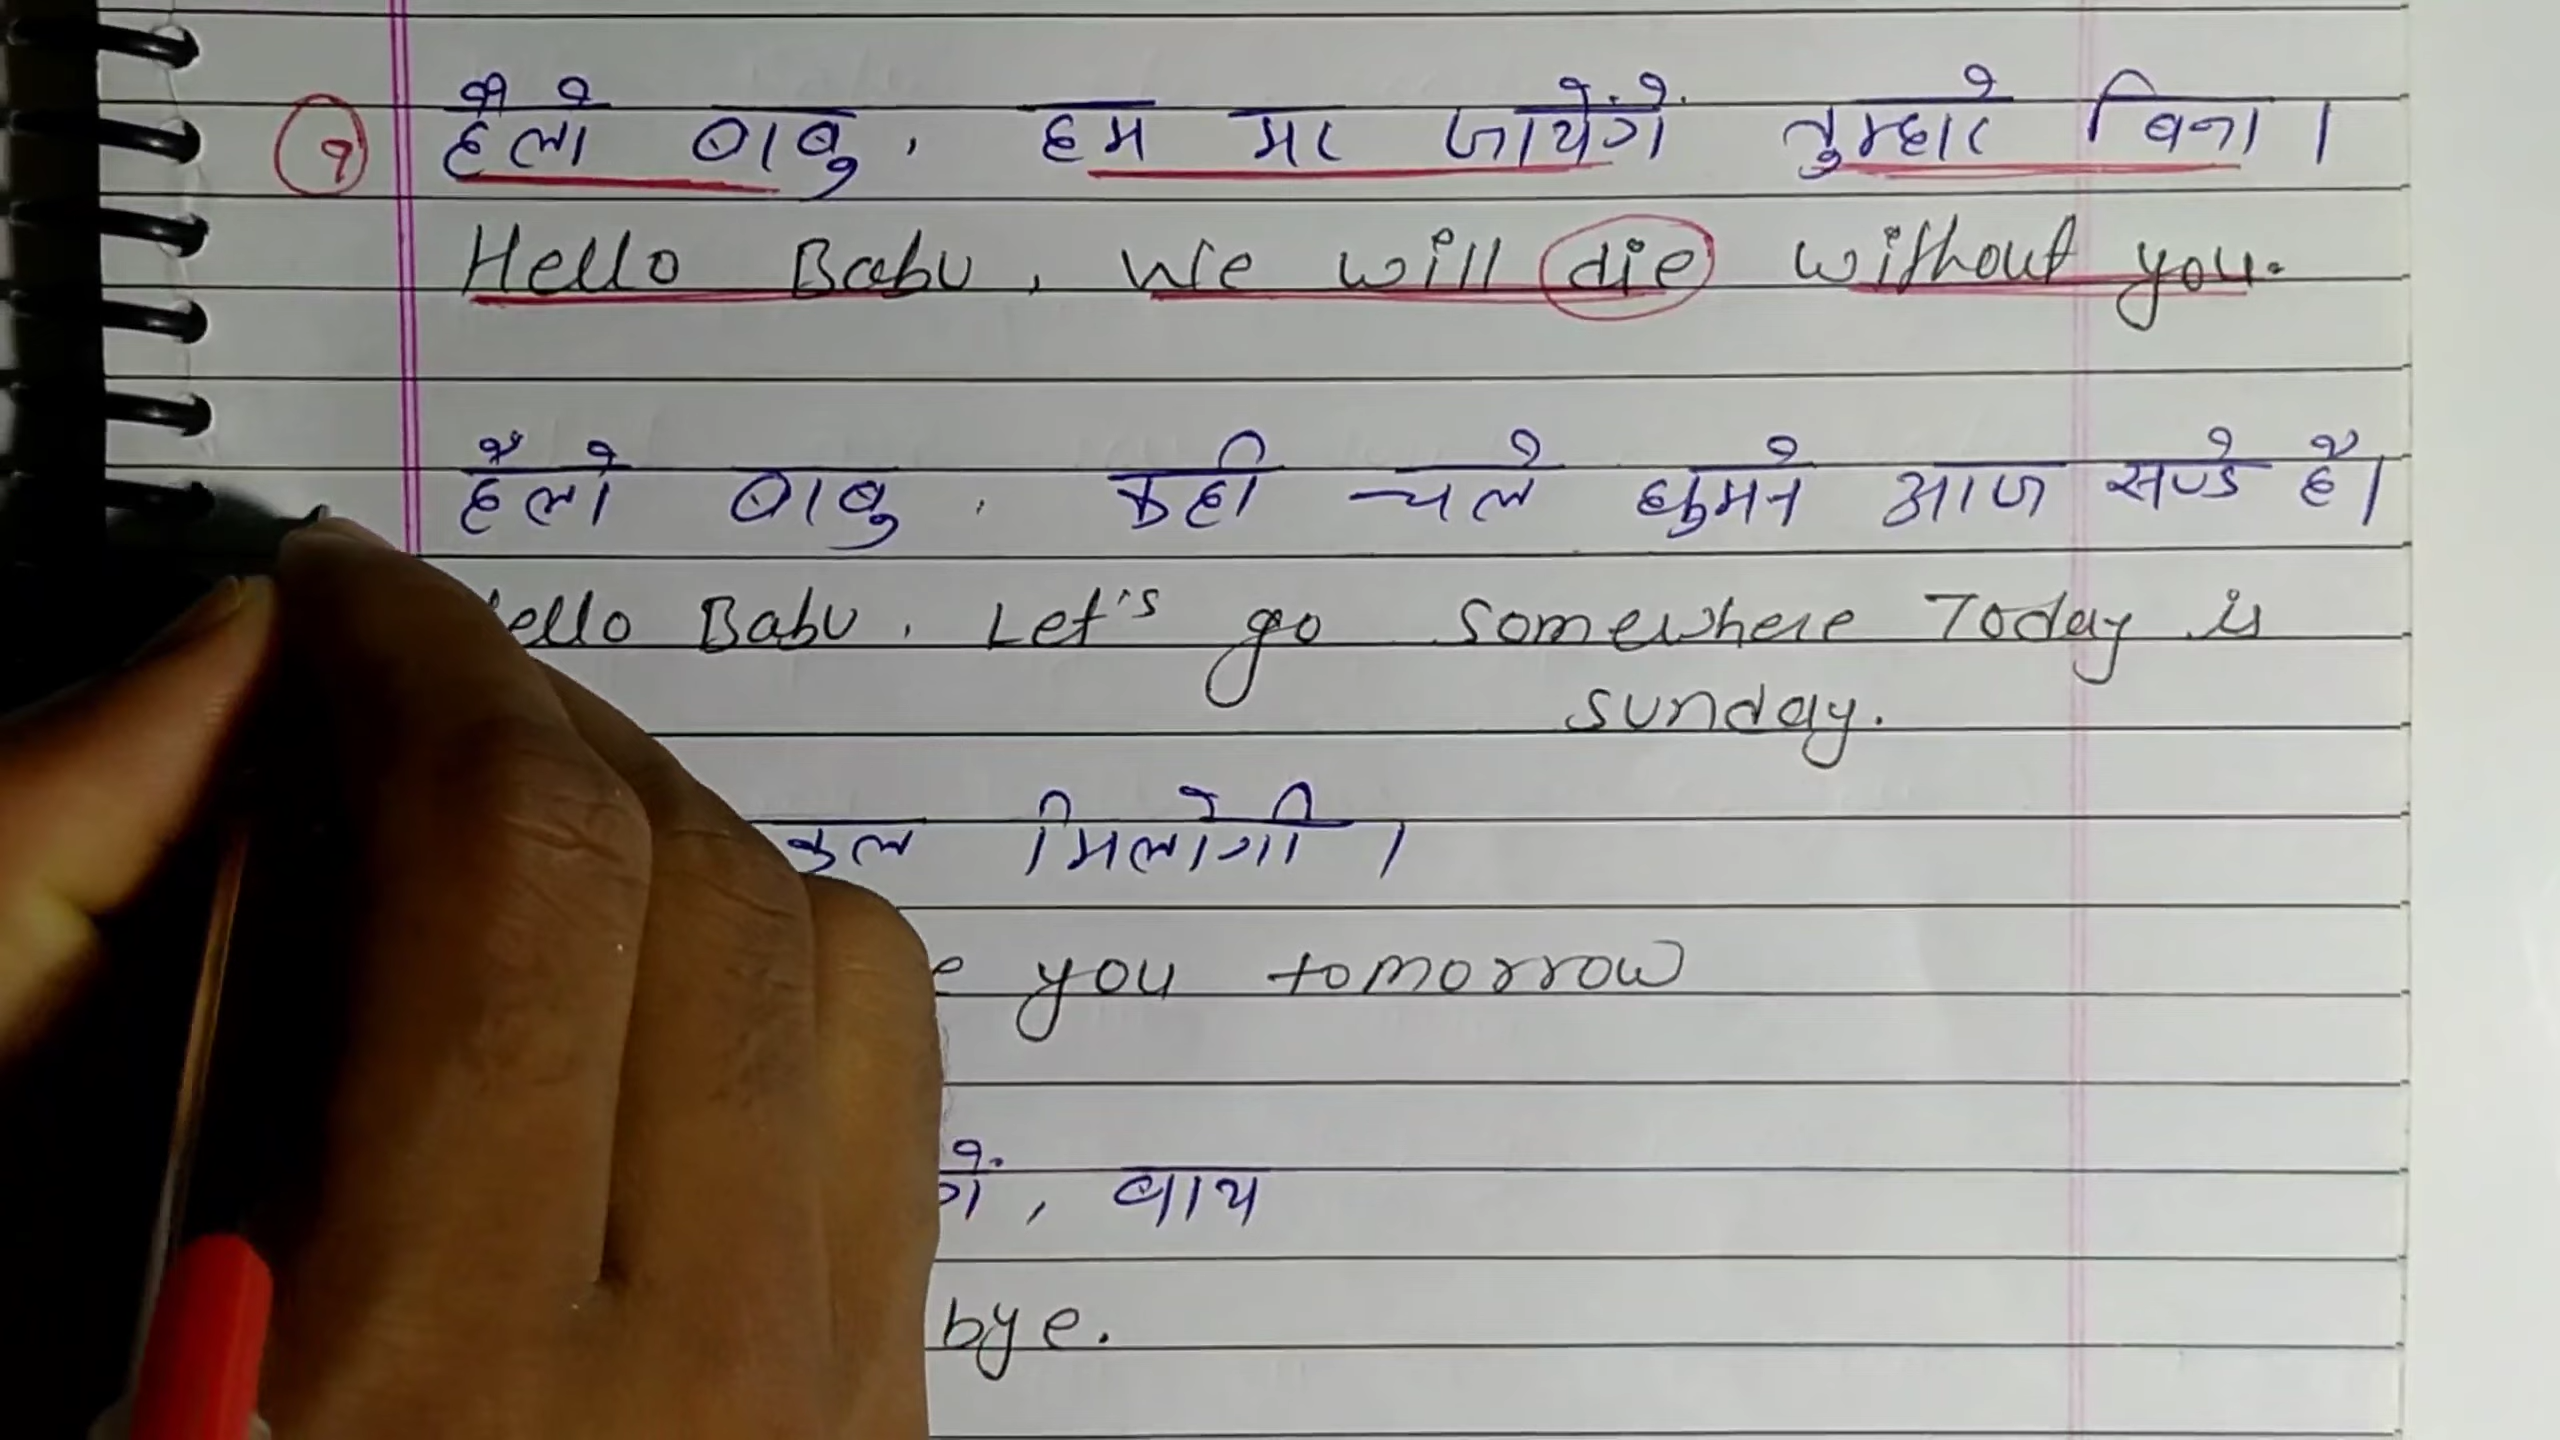 १ हैलो बाबु, हम मर जायेंगे तुम्हारे बिना।
Hello Babu, We will die without you.
हैलो बाबु, कही चले घुमने आज सण्डे है।
ello Babu, Let's go somewhere Today is
sunday.
कल मिलोगी।
you tomorrow
गें, बाय
bye.